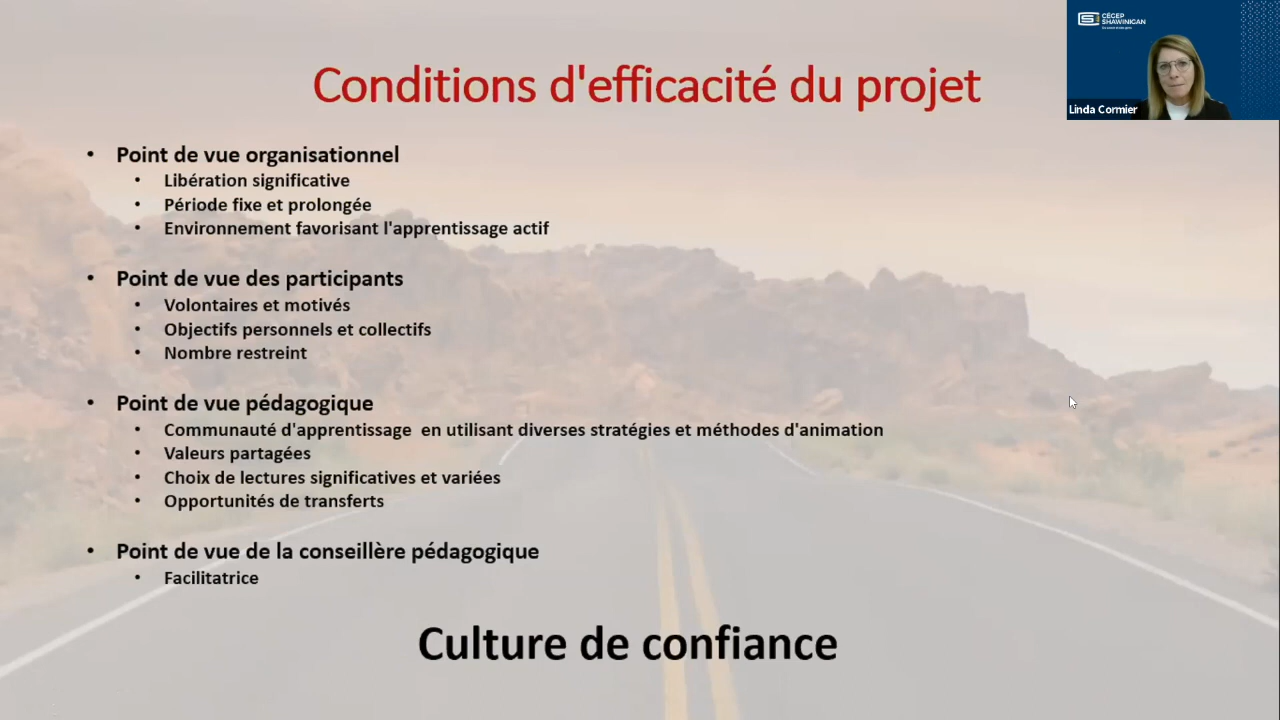 CÉGEP
SHAWINIGAN
Linda Cormier
Conditions d'efficacité du projet
• Point de vue organisationnel
• Libération significative
• Période fixe et prolongée
• Environnement favorisant l'apprentissage actif
• Point de vue des participants
• Volontaires et motivés
• Objectifs personnels et collectifs
• Nombre restreint
• Point de vue pédagogique
• Communauté d'apprentissage  en utilisant diverses stratégies et méthodes d'animation
• Valeurs partagées
• Choix de lectures significatives et variées
• Opportunités de transferts
• Point de vue de la conseillère pédagogique
• Facilitatrice
Culture de confiance